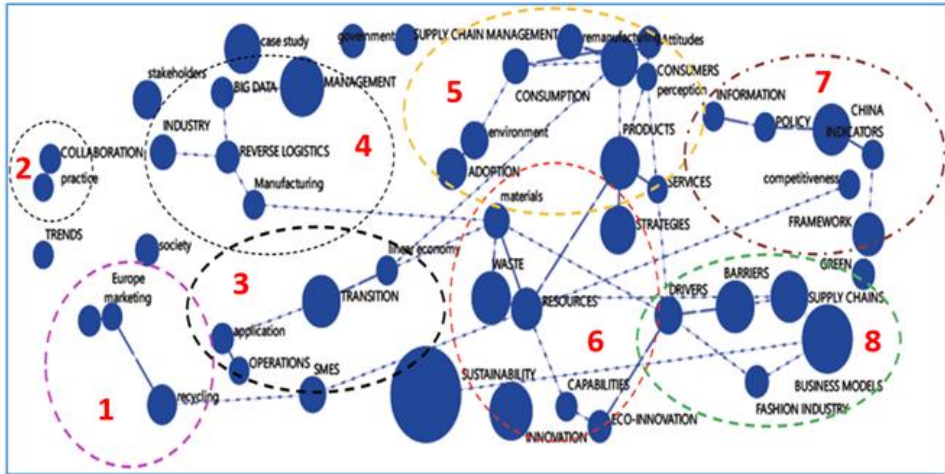 case study
government
SUPPLY CHAIN MANAGEMENT
remanufacturing
Attitudes
stakeholders
BIG DATA
MANAGEMENT
CONSUMPTION
CONSUMERS
perception
INFORMATION
CHINA
POLICY
INDICATORS
INDUSTRY
REVERSE LOGISTICS
environment
PRODUCTS
COLLABORATION
practice
Manufacturing
ADOPTION
SERVICES
competitiveness
materials
STRATEGIES
FRAMEWORK
TRENDS
society
linear economy
WASTE
GREEN
Europe
marketing
TRANSITION
RESOURCES
DRIVERS
BARRIERS
SUPPLY CHAINS
application
OPERATIONS
SMES
recycling
SUSTAINABILITY
CAPABILITIES
BUSINESS MODELS
INNOVATION
ECO-INNOVATION
FASHION INDUSTRY
1
2
3
4
5
6
7
8